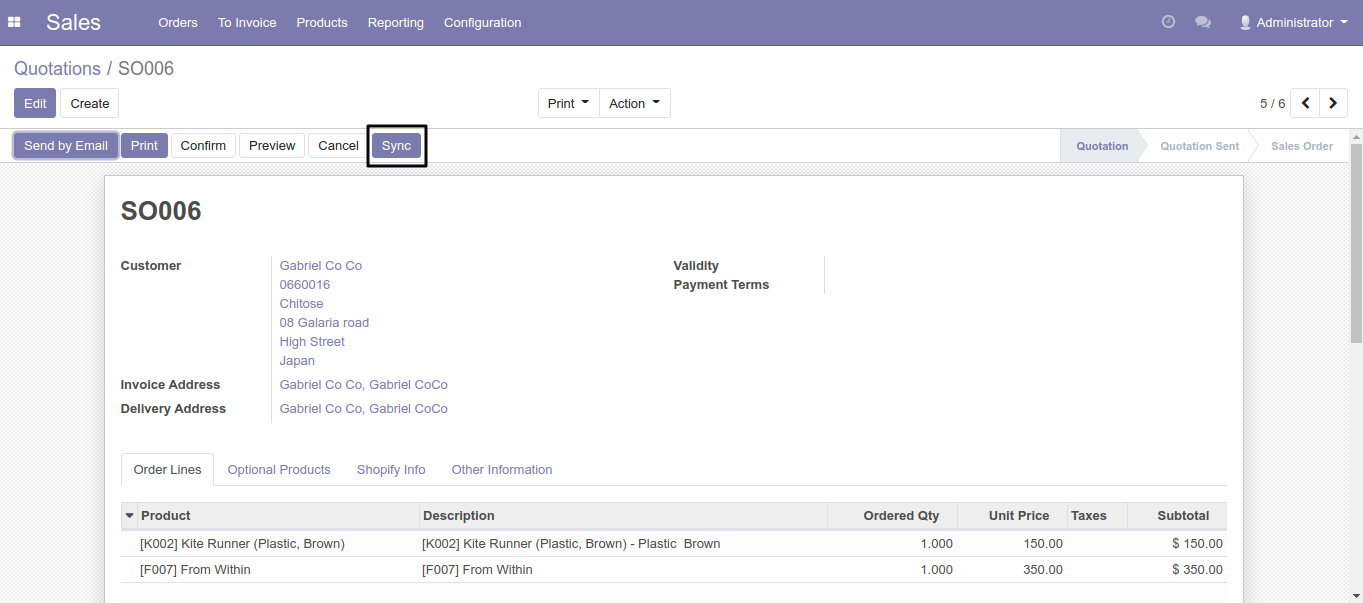 Sales Orders To Invoice Products Reporting Configuration Administrator
Quotations / SO006
Edit Create Print Action 5 / 6
Send by Email Print Confirm Preview Cancel Sync Quotation Quotation Sent Sales Order
SO006
Customer Gabriel Co Co Validity
0660016 Payment Terms
Chitose
08 Galaria road
High Street
Japan
Invoice Address Gabriel Co Co, Gabriel CoCo
Delivery Address Gabriel Co Co, Gabriel CoCo
Order Lines Optional Products Shopify Info Other Information
Product Description Ordered Qty Unit Price Taxes Subtotal
[K002] Kite Runner (Plastic, Brown) [K002] Kite Runner (Plastic, Brown) - Plastic Brown 1.000 150.00 $ 150.00
[F007] From Within [F007] From Within 1.000 350.00 $ 350.00